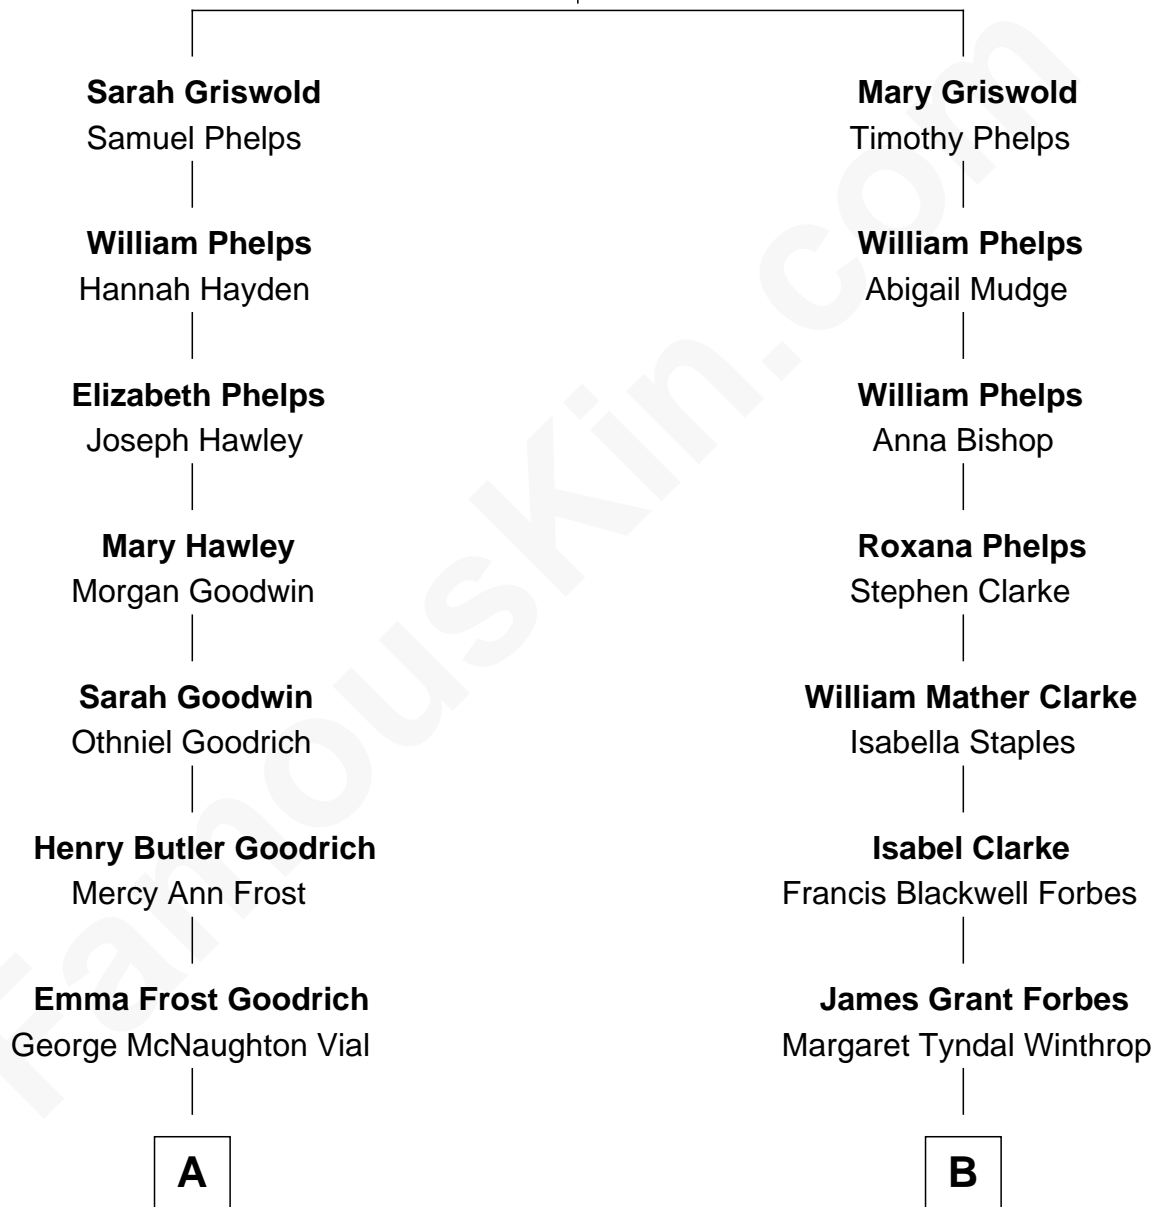 Sarah Griswold
Samuel Phelps
William Phelps
Hannah Hayden
Elizabeth Phelps
Joseph Hawley
Mary Hawley
Morgan Goodwin
Sarah Goodwin
Othniel Goodrich
Henry Butler Goodrich
Mercy Ann Frost
Emma Frost Goodrich
George McNaughton Vial
A
Mary Griswold
Timothy Phelps
William Phelps
Abigail Mudge
William Phelps
Anna Bishop
Roxana Phelps
Stephen Clarke
William Mather Clarke
Isabella Staples
Isabel Clarke
Francis Blackwell Forbes
James Grant Forbes
Margaret Tyndal Winthrop
B
FamousKin.com